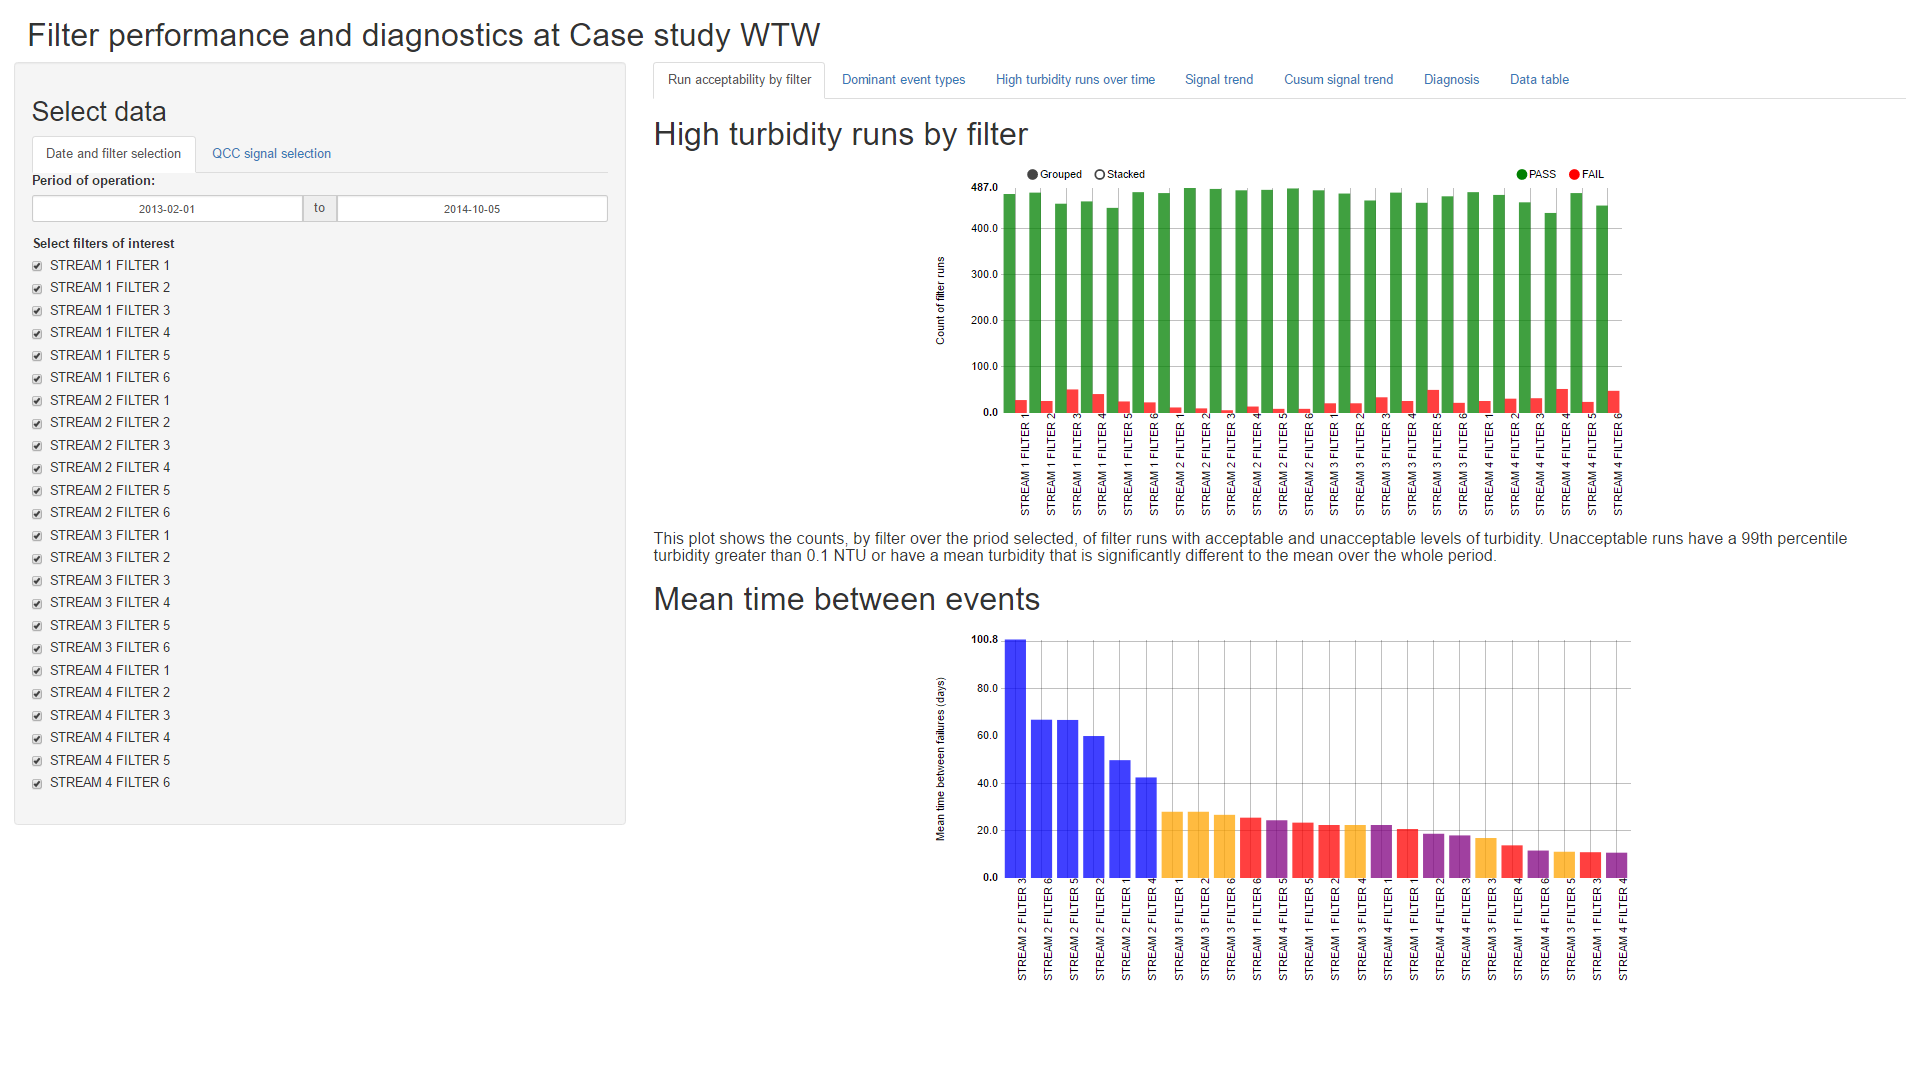 Filter performance and diagnostics at Case study WTW
Select data
Date and filter selection
QCC signal selection
Period of operation:
2013-02-01
to
2014-10-05
Select filters of interest
STREAM 1 FILTER 1
STREAM 1 FILTER 2
STREAM 1 FILTER 3
STREAM 1 FILTER 4
STREAM 1 FILTER 5
STREAM 1 FILTER 6
STREAM 2 FILTER 1
STREAM 2 FILTER 2
STREAM 2 FILTER 3
STREAM 2 FILTER 4
STREAM 2 FILTER 5
STREAM 2 FILTER 6
STREAM 3 FILTER 1
STREAM 3 FILTER 2
STREAM 3 FILTER 3
STREAM 3 FILTER 4
STREAM 3 FILTER 5
STREAM 3 FILTER 6
STREAM 4 FILTER 1
STREAM 4 FILTER 2
STREAM 4 FILTER 3
STREAM 4 FILTER 4
STREAM 4 FILTER 5
STREAM 4 FILTER 6
Run acceptability by filter
Dominant event types
High turbidity runs over time
Signal trend
Cusum signal trend
Diagnosis
Data table
High turbidity runs by filter
Grouped
Stacked
PASS
FAIL
487.0
400.0
300.0
200.0
100.0
0.0
Count of filter runs
STREAM 1 FILTER 1
STREAM 1 FILTER 2
STREAM 1 FILTER 3
STREAM 1 FILTER 4
STREAM 1 FILTER 5
STREAM 1 FILTER 6
STREAM 2 FILTER 1
STREAM 2 FILTER 2
STREAM 2 FILTER 3
STREAM 2 FILTER 4
STREAM 2 FILTER 5
STREAM 2 FILTER 6
STREAM 3 FILTER 1
STREAM 3 FILTER 2
STREAM 3 FILTER 3
STREAM 3 FILTER 4
STREAM 3 FILTER 5
STREAM 3 FILTER 6
STREAM 4 FILTER 1
STREAM 4 FILTER 2
STREAM 4 FILTER 3
STREAM 4 FILTER 4
STREAM 4 FILTER 5
STREAM 4 FILTER 6
This plot shows the counts, by filter over the priod selected, of filter runs with acceptable and unacceptable levels of turbidity. Unacceptable runs have a 99th percentile
turbidity greater than 0.1 NTU or have a mean turbidity that is significantly different to the mean over the whole period.
Mean time between events
100.8
80.0
60.0
40.0
20.0
0.0
Mean time between failures (days)
STREAM 2 FILTER 3
STREAM 2 FILTER 6
STREAM 2 FILTER 5
STREAM 2 FILTER 2
STREAM 2 FILTER 1
STREAM 2 FILTER 4
STREAM 3 FILTER 1
STREAM 3 FILTER 2
STREAM 3 FILTER 6
STREAM 1 FILTER 6
STREAM 4 FILTER 5
STREAM 1 FILTER 5
STREAM 1 FILTER 2
STREAM 3 FILTER 4
STREAM 4 FILTER 1
STREAM 1 FILTER 1
STREAM 4 FILTER 2
STREAM 4 FILTER 3
STREAM 3 FILTER 3
STREAM 1 FILTER 4
STREAM 4 FILTER 6
STREAM 3 FILTER 5
STREAM 1 FILTER 3
STREAM 4 FILTER 4